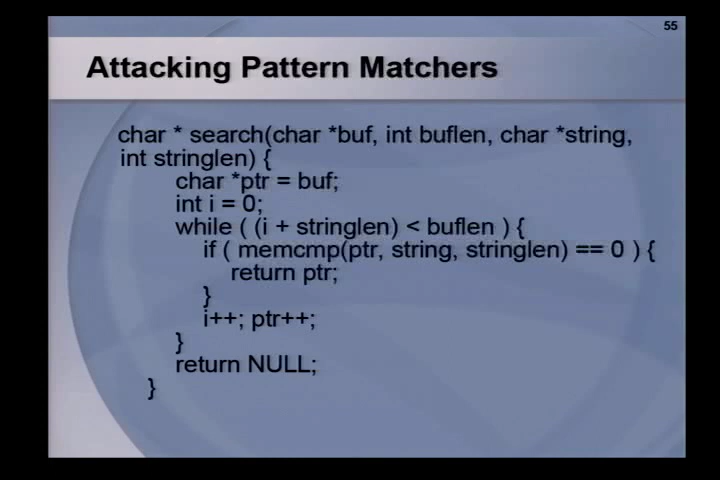 55
Attacking Pattern Matchers
char * search(char *buf, int buflen, char *string,
int stringlen) {
char *ptr = buf;
int i = 0;
while ( (i + stringlen) < buflen ) {
if ( memcmp(ptr, string, stringlen) == 0 ) {
return ptr;
}
i++; ptr++;
}
return NULL;
}